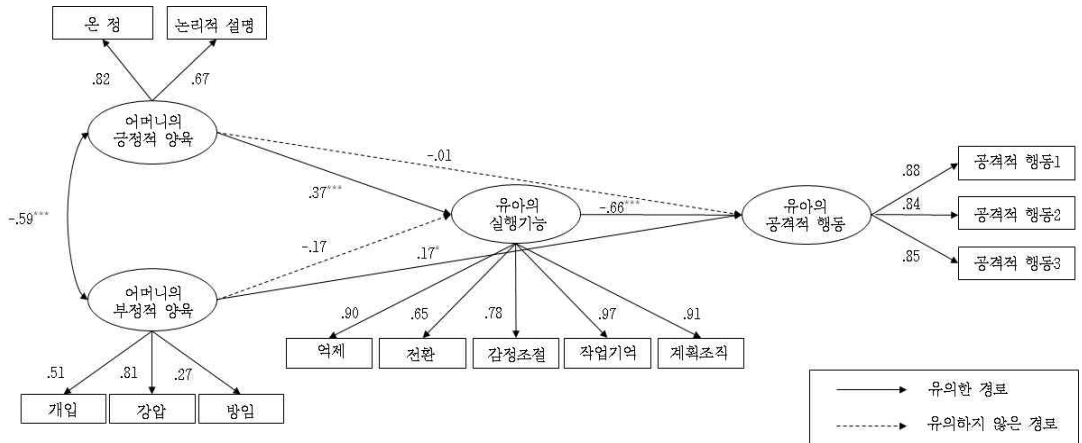 온 정
논리적 설명
.82
.67
어머니의
긍정적 양육
-.01
.37***
-.59***
유아의
실행기능
-.66***
유아의
공격적 행동
.88
.84
.85
공격적 행동1
공격적 행동2
공격적 행동3
-.17
.17*
어머니의
부정적 양육
.90
.65
.78
.97
.91
억제
전환
감정조절
작업기억
계획조직
.51
.81
.27
개입
강압
방임
유의한 경로
유의하지 않은 경로